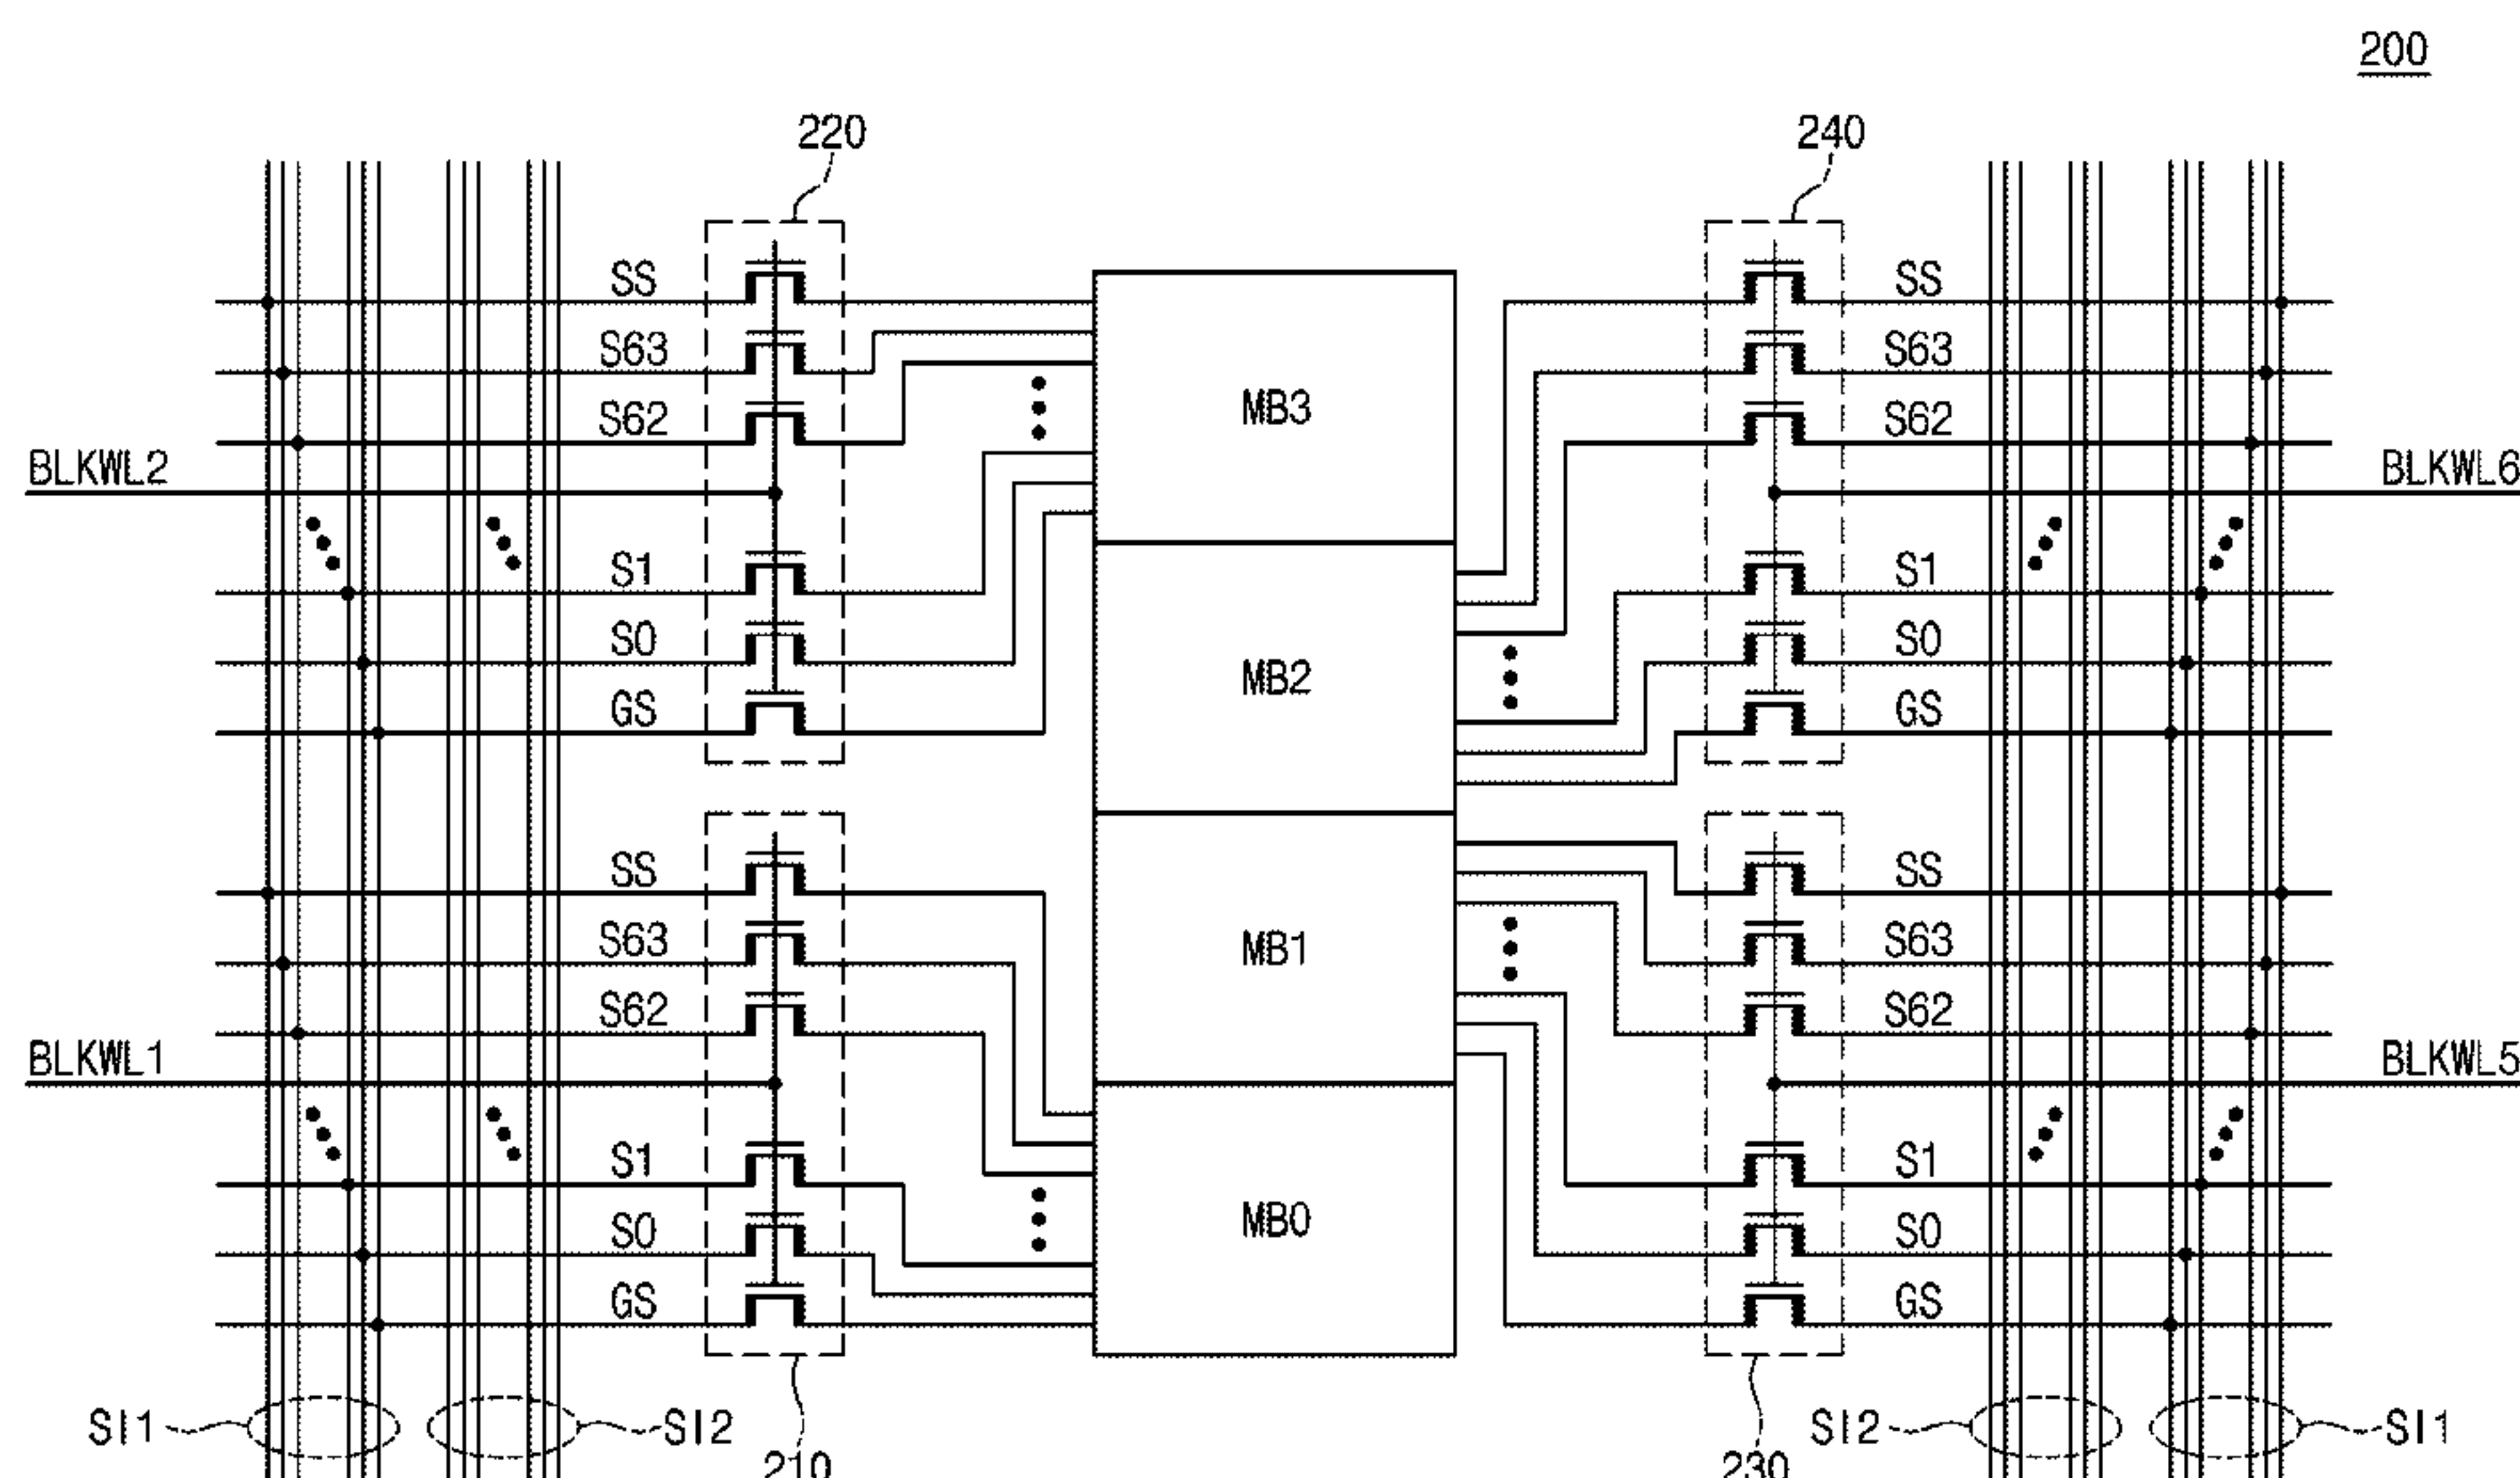 200
220 240
SS SS
S63 S63
MB3
S62 S62
BLKWL2 BLKWL6
S1 S1
S0 S0
MB2
GS GS
SS SS
S63 MB1 S63
S62 S62
BLKWL1 BLKWL5
S1 S1
MB0
S0 S0
GS GS
SI1 SI2 SI2 SI1
210 230